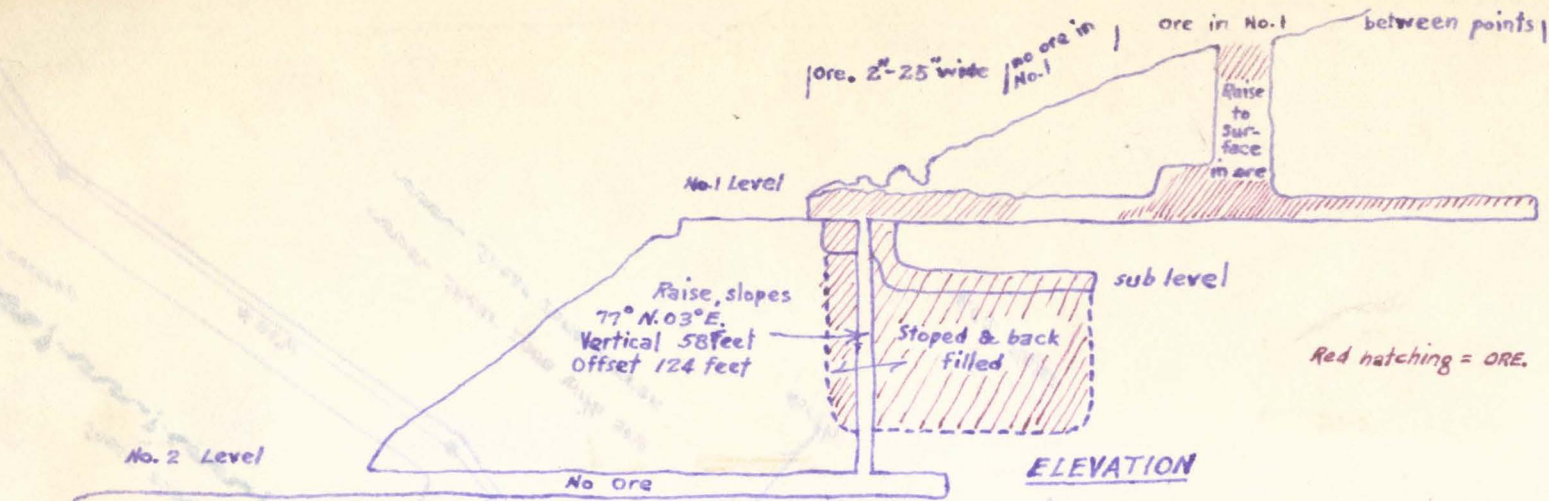 ore in No.1 between points
Ore. 2"-25" wide
no ore in
No.1
Raise
to
Sur-
face
in ore
No.1 Level
sub level
Raise, slopes
77° N.03°E.
Vertical 58 feet
Offset 124 feet
Stoped & back
filled
Red hatching = ORE.
No. 2 Level
No Ore
ELEVATION